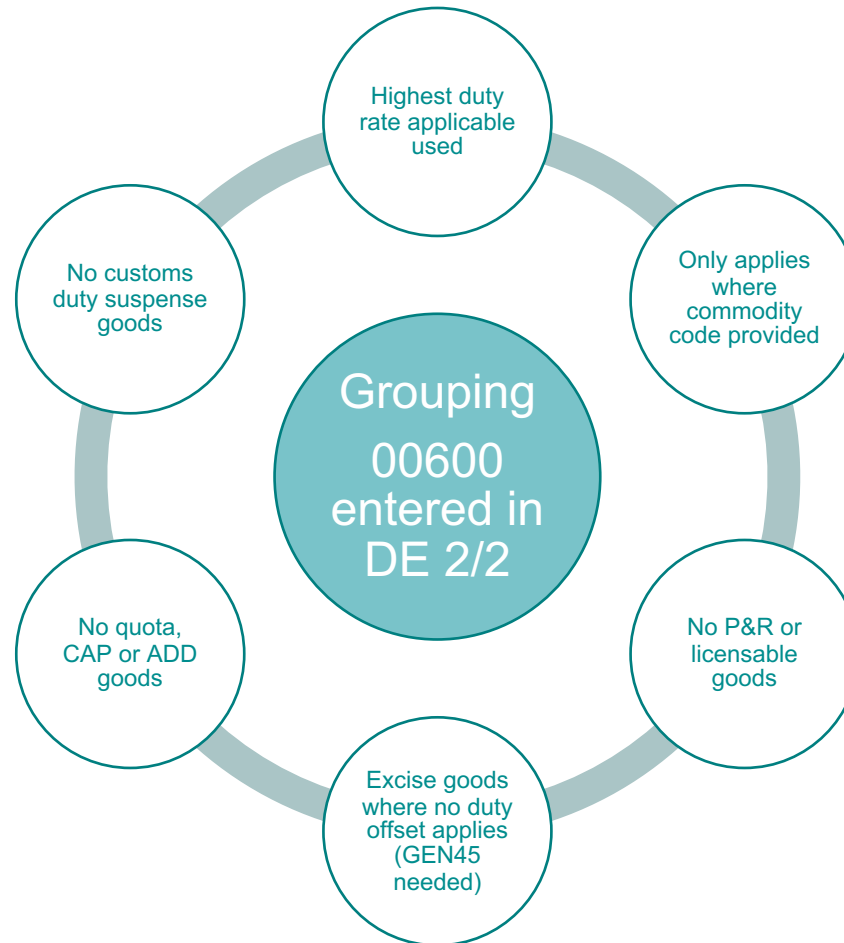 Highest duty
rate applicable
used
Only applies
where
commodity
code provided
No P&R or
licensable
goods
Excise goods
where no duty
offset applies
(GEN45
needed)
No quota,
CAP or ADD
goods
No customs
duty suspense
goods
Grouping
00600
entered in
DE 2/2